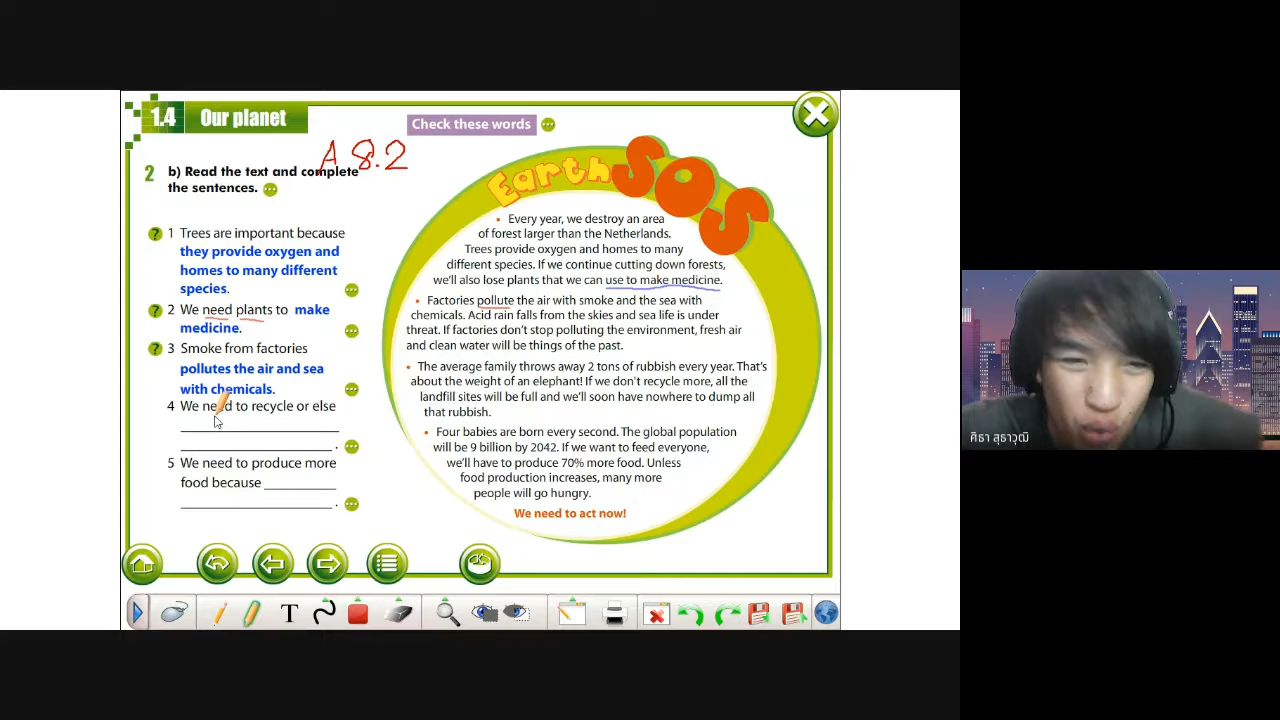 1.4 Our planet
Check these words
A 8.2
2 b) Read the text and complete
the sentences.
? 1 Trees are important because
they provide oxygen and
homes to many different
species.
? 2 We need plants to make
medicine.
? 3 Smoke from factories
pollutes the air and sea
with chemicals.
4 We need to recycle or else
.
5 We need to produce more
food because
.
Earth SOS
• Every year, we destroy an area
of forest larger than the Netherlands.
Trees provide oxygen and homes to many
different species. If we continue cutting down forests,
we'll also lose plants that we can use to make medicine.
• Factories pollute the air with smoke and the sea with
chemicals. Acid rain falls from the skies and sea life is under
threat. If factories don't stop polluting the environment, fresh air
and clean water will be things of the past.
• The average family throws away 2 tons of rubbish every year. That's
about the weight of an elephant! If we don't recycle more, all the
landfill sites will be full and we'll soon have nowhere to dump all
that rubbish.
• Four babies are born every second. The global population
will be 9 billion by 2042. If we want to feed everyone,
we'll have to produce 70% more food. Unless
food production increases, many more
people will go hungry.
We need to act now!
T
ศิธา สุธาวุฒิ